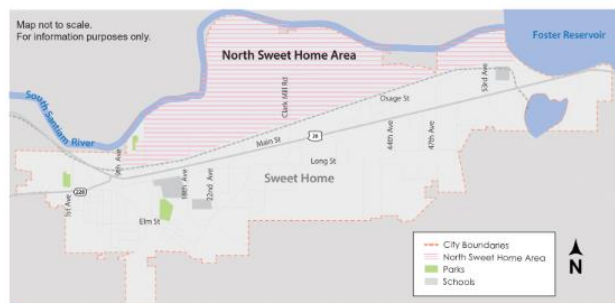 Map not to scale.
For information purposes only.
Foster Reservoir
North Sweet Home Area
Clark Mill Rd
53rd Ave
Osage St
South Santiam River
20
Main St
44th Ave
47th Ave
9th Ave
Long St
Sweet Home
18th Ave
22nd Ave
228
1st Ave
Elm St
City Boundaries
North Sweet Home Area
Parks
Schools
N